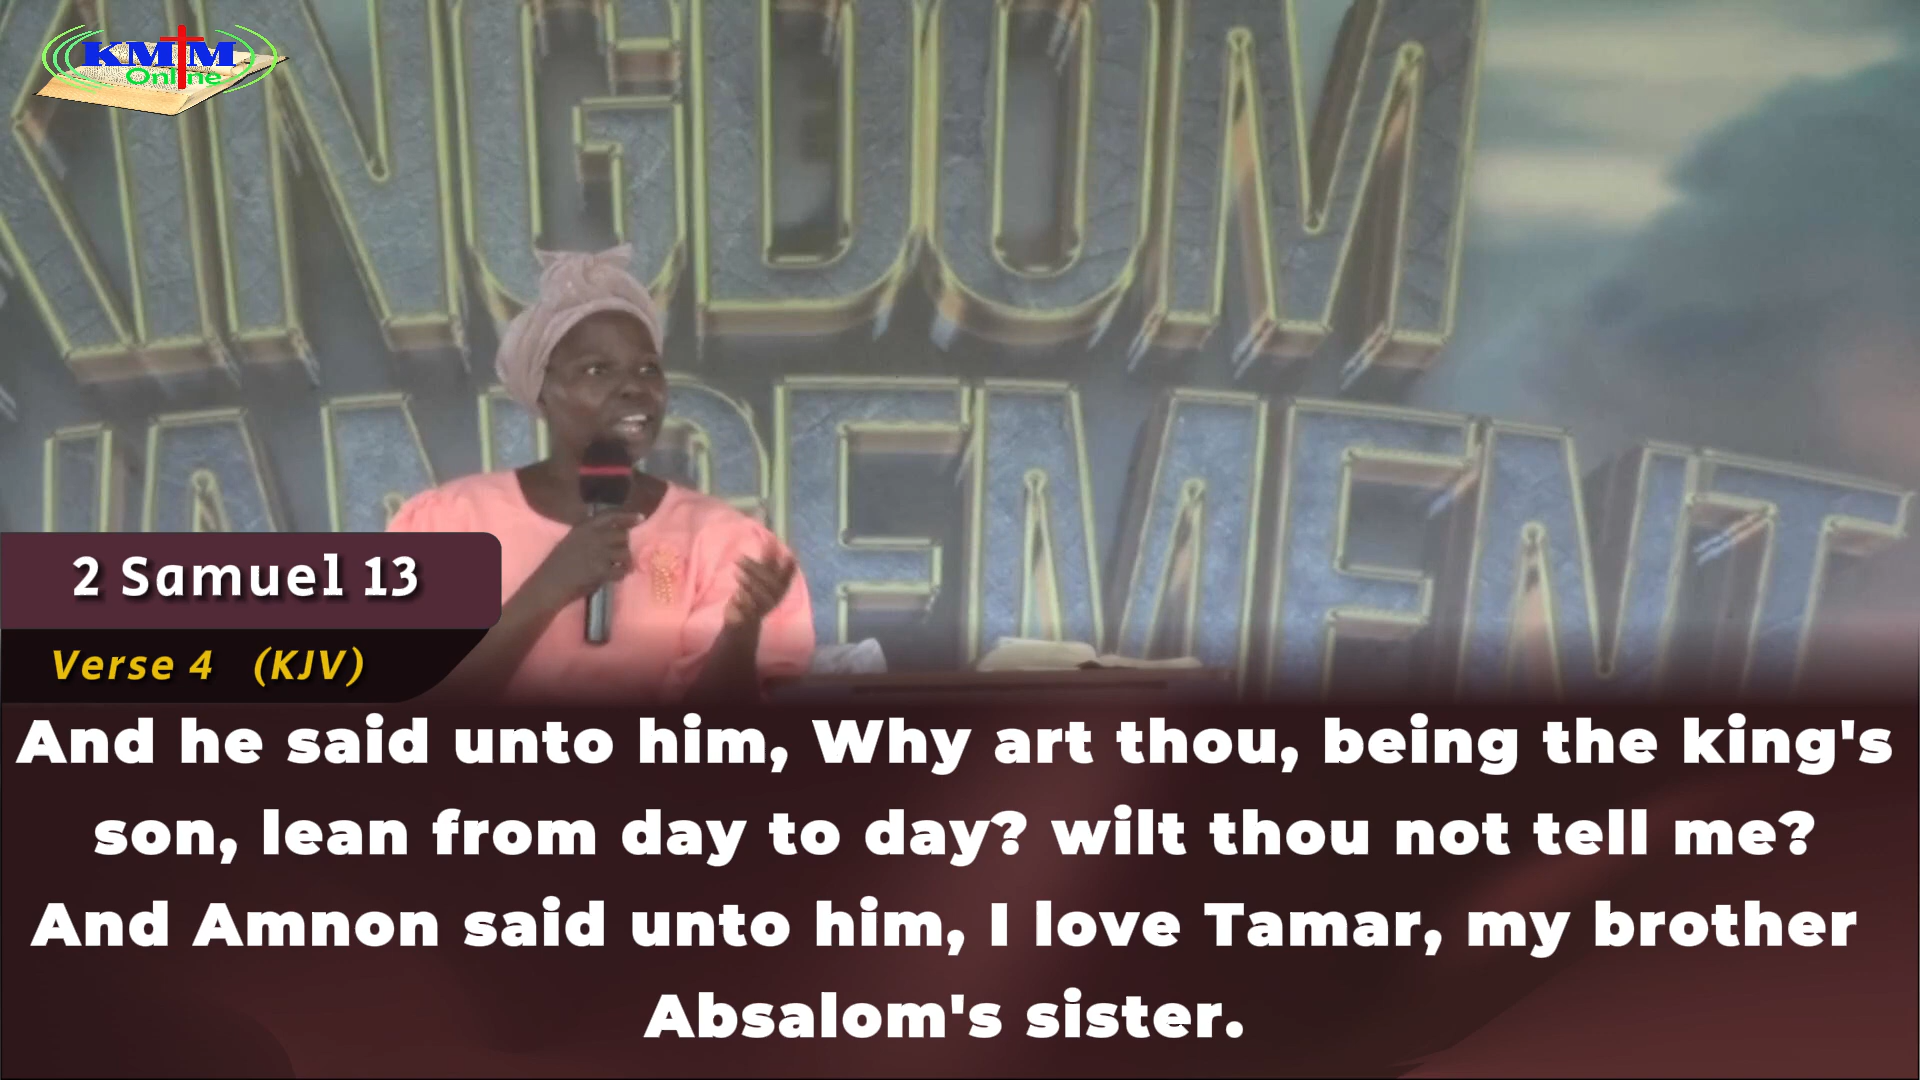 KMTM
Online
KINGDOM
2 Samuel 13
Verse 4 (KJV)
And he said unto him, Why art thou, being the king's
son, lean from day to day? wilt thou not tell me?
And Amnon said unto him, I love Tamar, my brother
Absalom's sister.